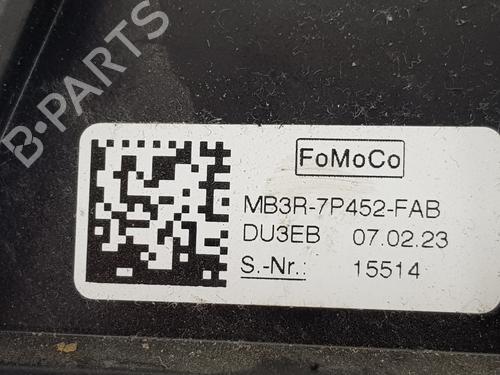 B-PARTS
FoMoCo
MB3R-7P452-FAB
DU3EB 07.02.23
S.-Nr.: 15514